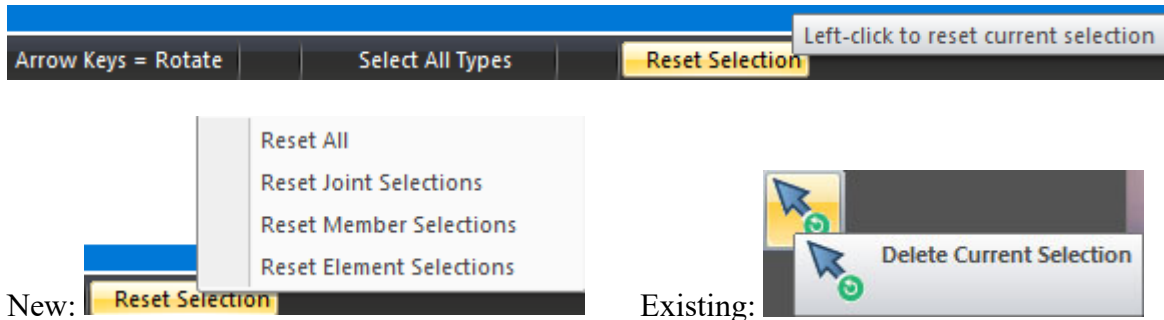 Left-click to reset current selection
Arrow Keys = Rotate Select All Types Reset Selection
Reset All
Reset Joint Selections
Reset Member Selections
Reset Element Selections
New: Reset Selection
Existing: Delete Current Selection